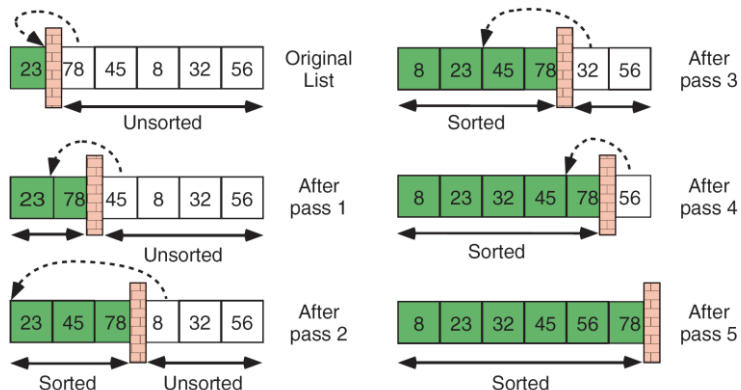 23 78 45 8 32 56
Original
List
Unsorted
23 78 45 8 32 56
After
pass 1
Unsorted
23 45 78 8 32 56
After
pass 2
Sorted Unsorted
8 23 45 78 32 56
After
pass 3
Sorted
8 23 32 45 78 56
After
pass 4
Sorted
8 23 32 45 56 78
After
pass 5
Sorted